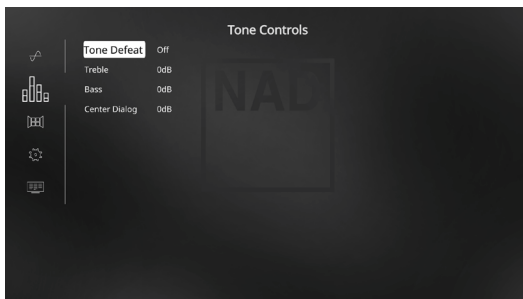 Tone Controls
Tone Defeat Off
Treble 0dB
Bass 0dB
Center Dialog 0dB
NAD